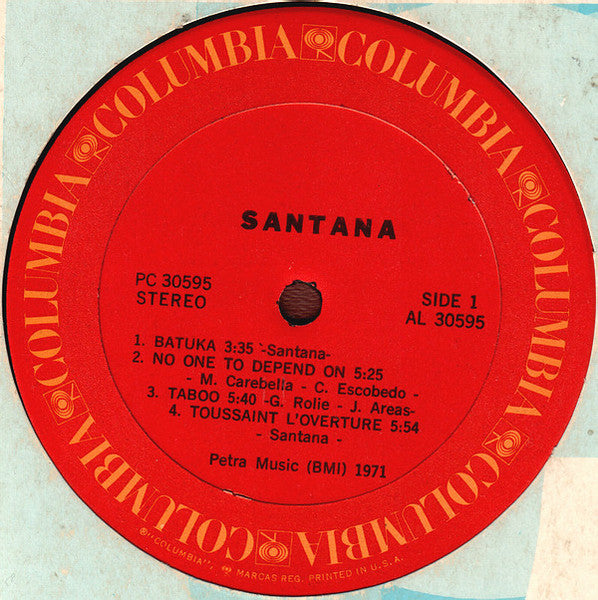 COLUMBIA COLUMBIA COLUMBIA COLUMBIA COLUMBIA COLUMBIA
SANTANA
PC 30595
STEREO
SIDE 1
AL 30595
1. BATUKA 3:35 -Santana-
2. NO ONE TO DEPEND ON 5:25
- M. Carebella - C. Escobedo -
3. TABOO 5:40 -G. Rolie - J. Areas-
4. TOUSSAINT L'OVERTURE 5:54
- Santana -
Petra Music (BMI) 1971
®"COLUMBIA", MARCAS REG. PRINTED IN U.S.A.